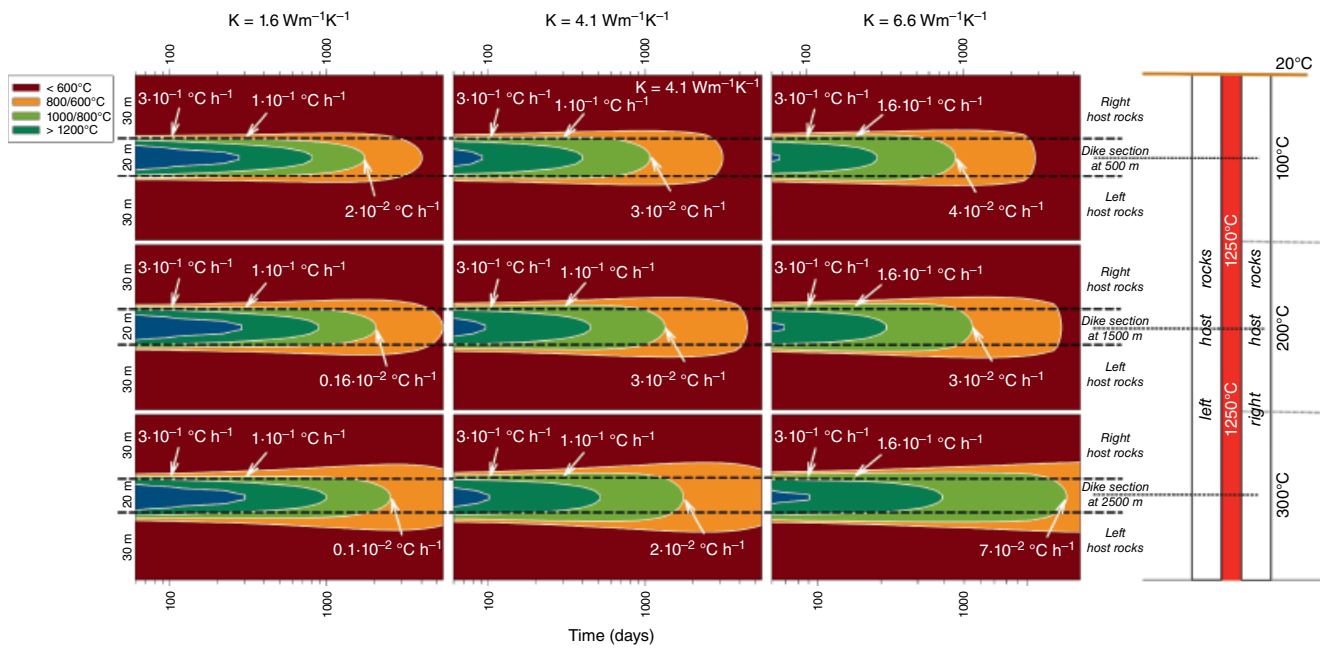 K = 1.6 Wm⁻¹K⁻¹
K = 4.1 Wm⁻¹K⁻¹
K = 6.6 Wm⁻¹K⁻¹
100
1000
100
1000
100
1000
20°C
< 600°C
800/600°C
1000/800°C
> 1200°C
30 m
20 m
30 m
3·10⁻¹ °C h⁻¹
1·10⁻¹ °C h⁻¹
2·10⁻² °C h⁻¹
K = 4.1 Wm⁻¹K⁻¹
3·10⁻¹ °C h⁻¹
1·10⁻¹ °C h⁻¹
3·10⁻² °C h⁻¹
3·10⁻¹ °C h⁻¹
1.6·10⁻¹ °C h⁻¹
4·10⁻² °C h⁻¹
Right
host rocks
Dike section
at 500 m
Left
host rocks
30 m
20 m
30 m
3·10⁻¹ °C h⁻¹
1·10⁻¹ °C h⁻¹
0.16·10⁻² °C h⁻¹
3·10⁻¹ °C h⁻¹
1·10⁻¹ °C h⁻¹
3·10⁻² °C h⁻¹
3·10⁻¹ °C h⁻¹
1.6·10⁻¹ °C h⁻¹
3·10⁻² °C h⁻¹
Right
host rocks
Dike section
at 1500 m
Left
host rocks
30 m
20 m
30 m
3·10⁻¹ °C h⁻¹
1·10⁻¹ °C h⁻¹
0.1·10⁻² °C h⁻¹
3·10⁻¹ °C h⁻¹
1·10⁻¹ °C h⁻¹
2·10⁻² °C h⁻¹
3·10⁻¹ °C h⁻¹
1.6·10⁻¹ °C h⁻¹
7·10⁻² °C h⁻¹
Right
host rocks
Dike section
at 2500 m
Left
host rocks
left host rocks
1250°C
1250°C
right host rocks
100°C
200°C
300°C
100
1000
100
1000
100
1000
Time (days)